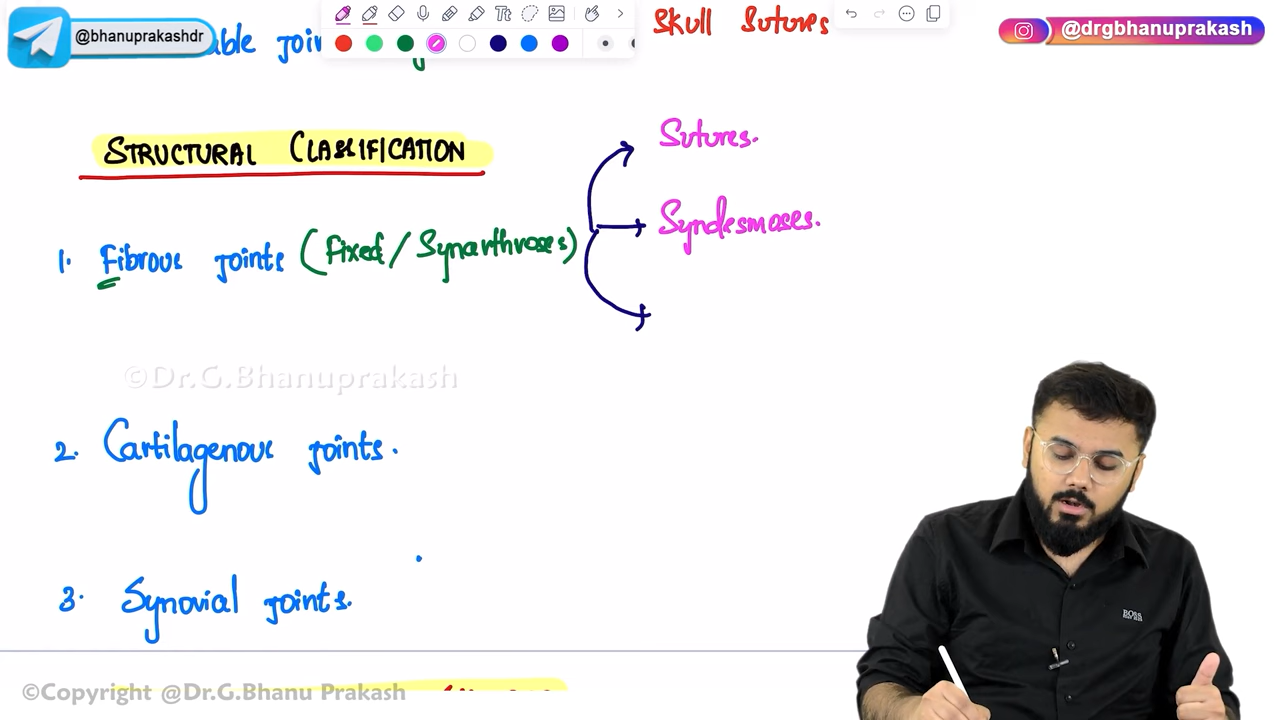 @bhanuprakashdr
Skull Sutures
@drgbhanuprakash
STRUCTURAL CLASSIFICATION
Sutures.
Syndesmoses.
1. Fibrous joints (Fixed / Synarthroses)
©Dr.G.Bhanuprakash
2. Cartilagenous joints.
3. Synovial joints.
BOSS
©Copyright @Dr.G.Bhanu Prakash